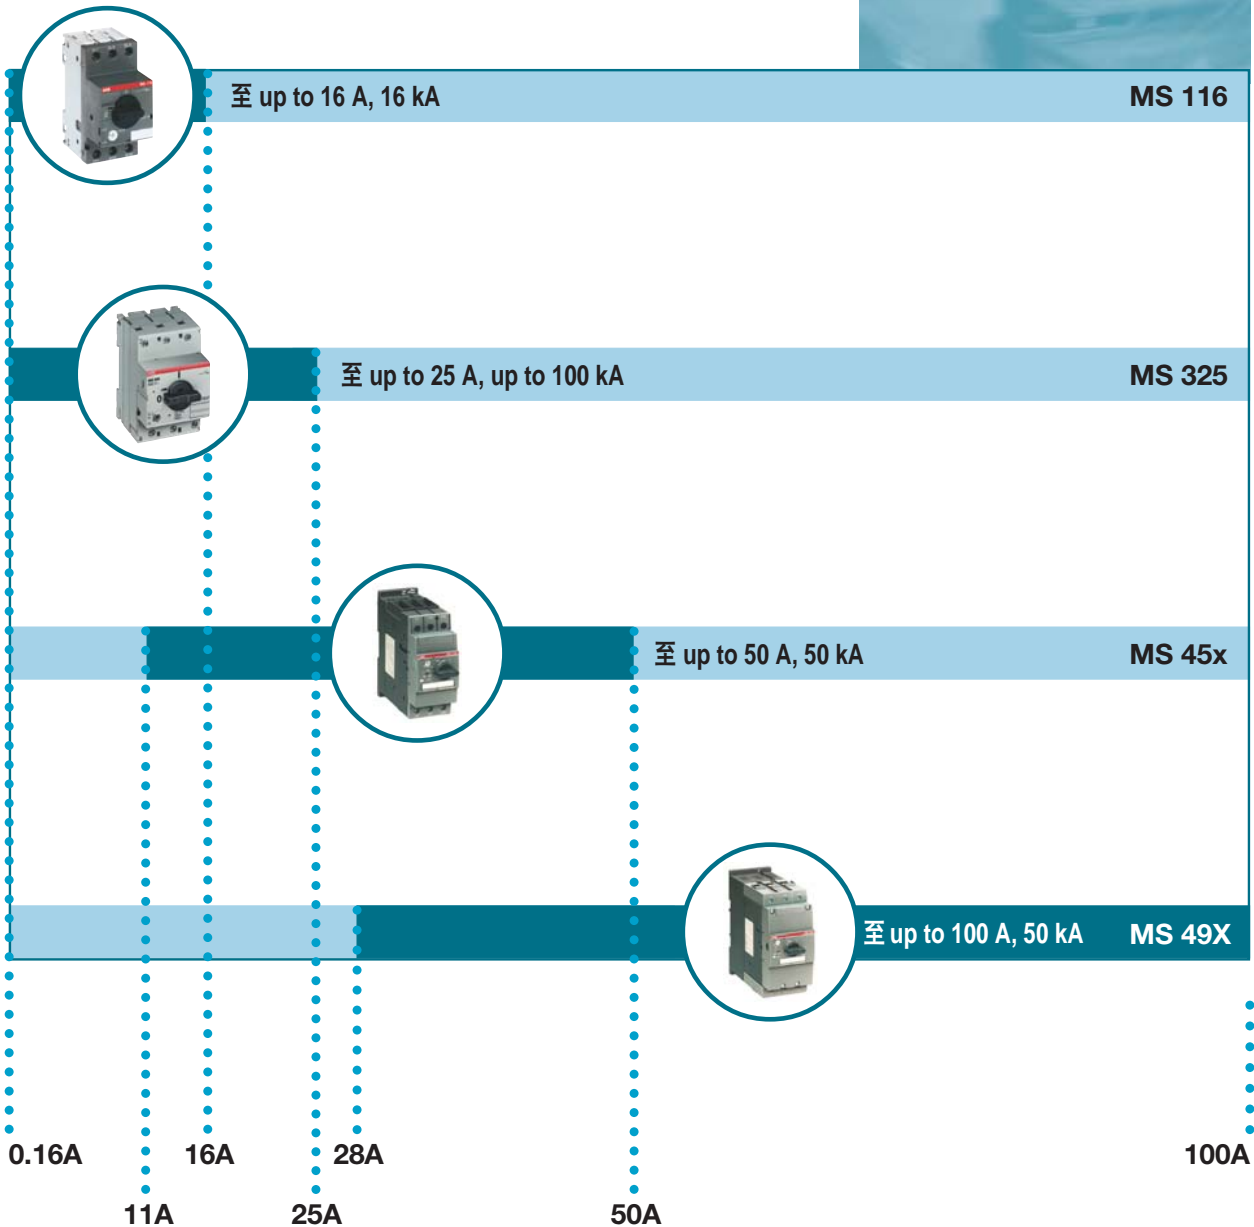 至 up to 16 A, 16 kA MS 116
至 up to 25 A, up to 100 kA MS 325
至 up to 50 A, 50 kA MS 45x
至 up to 100 A, 50 kA MS 49X
0.16A 16A 28A 100A
11A 25A 50A